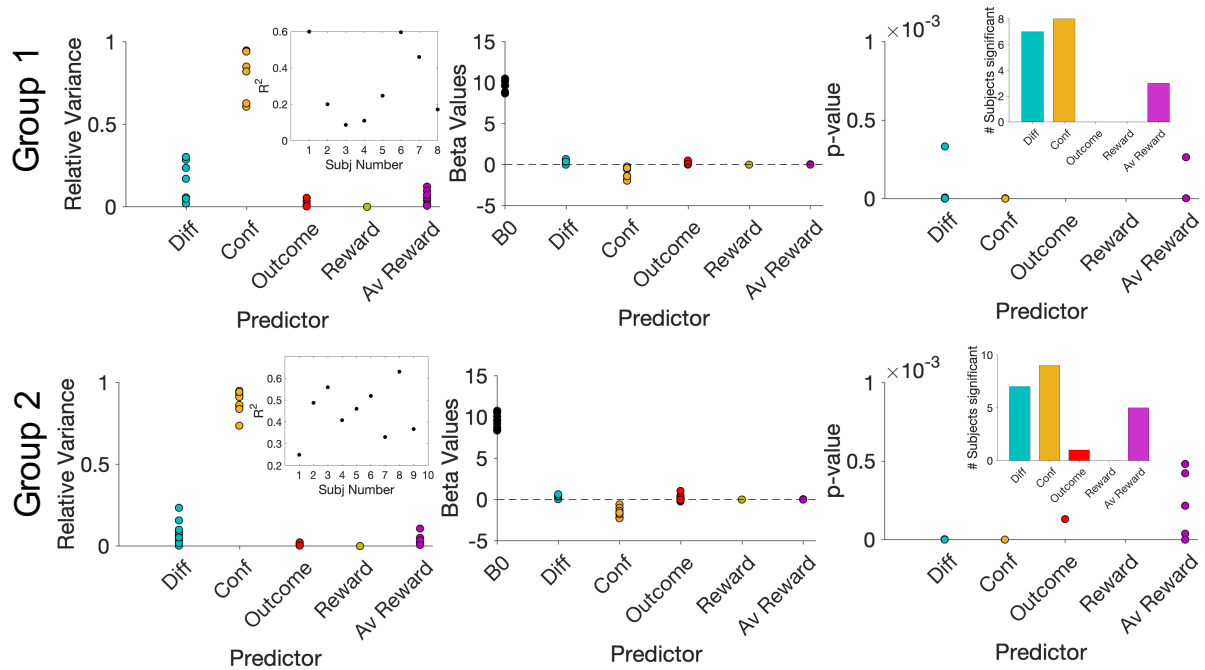 Group 1
Relative Variance
1
0.5
0
Diff
Conf
Outcome
Reward
Av Reward
Predictor
R2
0.6
0.4
0.2
0
1 2 3 4 5 6 7 8
Subj Number
Beta Values
15
10
5
0
-5
B0
Diff
Conf
Outcome
Reward
Av Reward
Predictor
p-value
×10-3
1
0.5
0
Diff
Conf
Outcome
Reward
Av Reward
Predictor
# Subjects significant
8
6
4
2
0
Diff
Conf
Outcome
Reward
Av Reward
Group 2
Relative Variance
1
0.5
0
Diff
Conf
Outcome
Reward
Av Reward
Predictor
R2
0.6
0.5
0.4
0.3
0.2
1 2 3 4 5 6 7 8 9 10
Subj Number
Beta Values
15
10
5
0
-5
B0
Diff
Conf
Outcome
Reward
Av Reward
Predictor
p-value
×10-3
1
0.5
0
Diff
Conf
Outcome
Reward
Av Reward
Predictor
# Subjects significant
10
5
0
Diff
Conf
Outcome
Reward
Av Reward